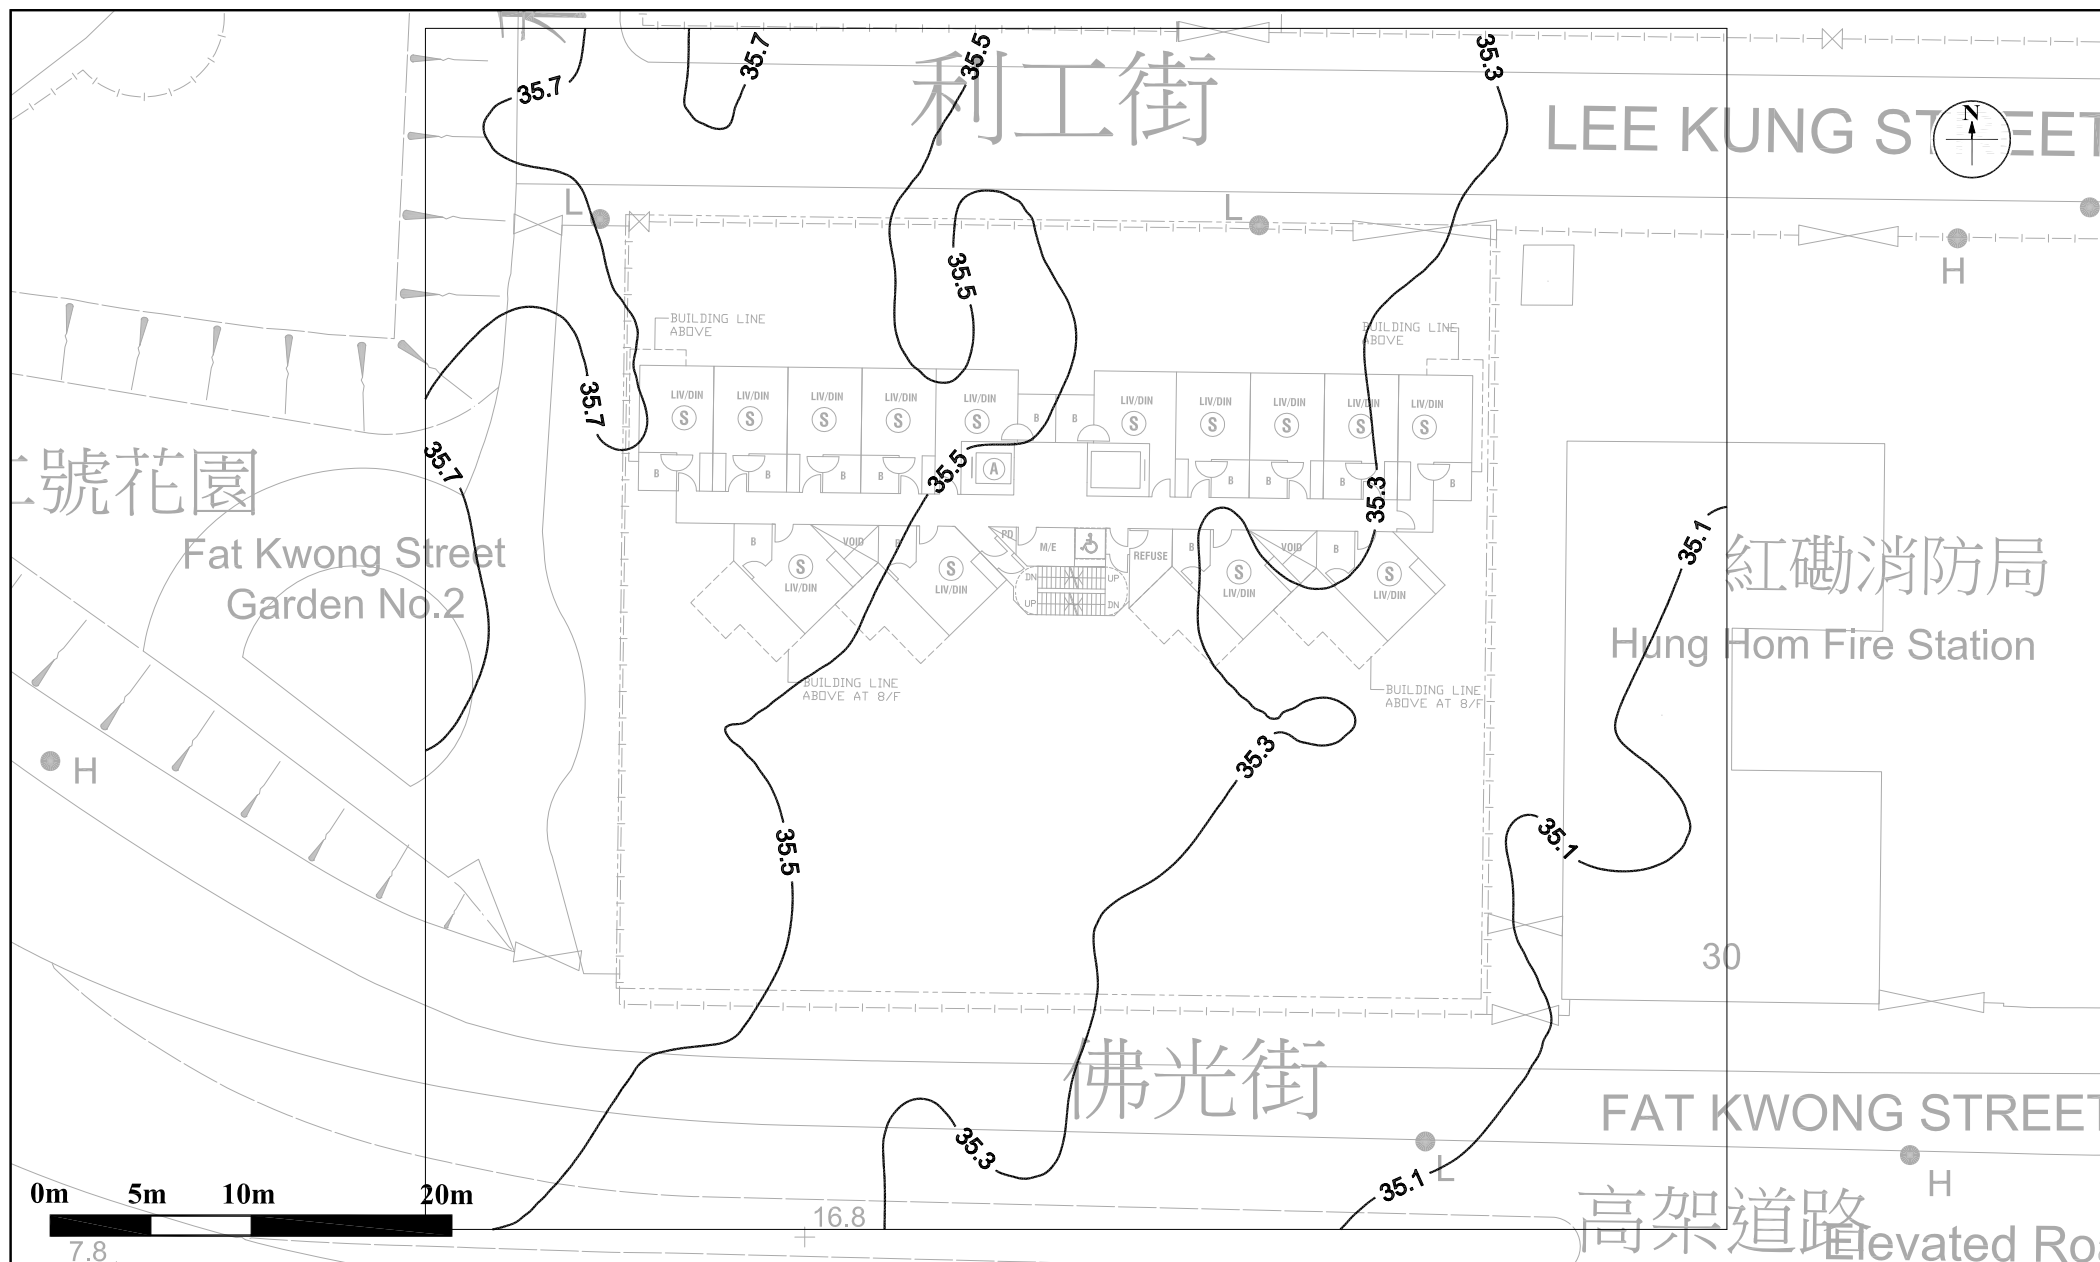 35.7
35.7
35.5
35.3
利工街
LEE KUNG STREET
N
L
L
H
35.5
BUILDING LINE
ABOVE
BUILDING LINE
ABOVE
35.7
LIV/DIN
S
LIV/DIN
S
LIV/DIN
S
LIV/DIN
S
LIV/DIN
S
B
B
LIV/DIN
S
LIV/DIN
S
LIV/DIN
S
LIV/DIN
S
LIV/DIN
S
35.7
號花園
35.5
35.3
B
B
B
B
A
B
B
B
B
35.1
Fat Kwong Street
Garden No.2
B
VOID
B
PD
M/E
REFUSE
B
VOID
B
紅磡消防局
S
LIV/DIN
S
LIV/DIN
DN
UP
UP
DN
S
LIV/DIN
S
LIV/DIN
Hung Hom Fire Station
BUILDING LINE
ABOVE AT 8/F
BUILDING LINE
ABOVE AT 8/F
H
35.3
35.5
35.1
30
佛光街
FAT KWONG STREET
35.3
35.1
L
H
0m 5m 10m 20m
16.8
高架道路
Elevated Roa
7.8